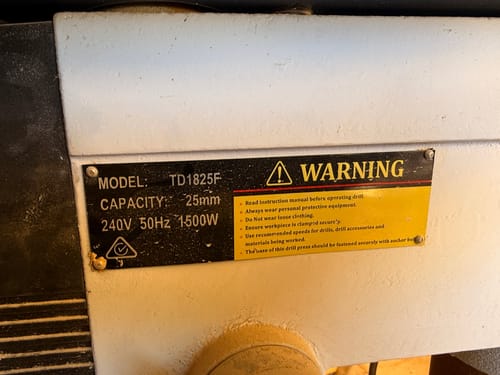 MODEL: TD1825F
CAPACITY: 25mm
240V 50Hz 1500W
WARNING
Read instruction manual before operating drill.
Always wear personal protective equipment.
Do Not wear loose clothing.
Ensure workpiece is clamped securely.
Use recommended speeds for drills, drill accessories and
materials being worked.
The base of this drill press should be fastened securely with anchor